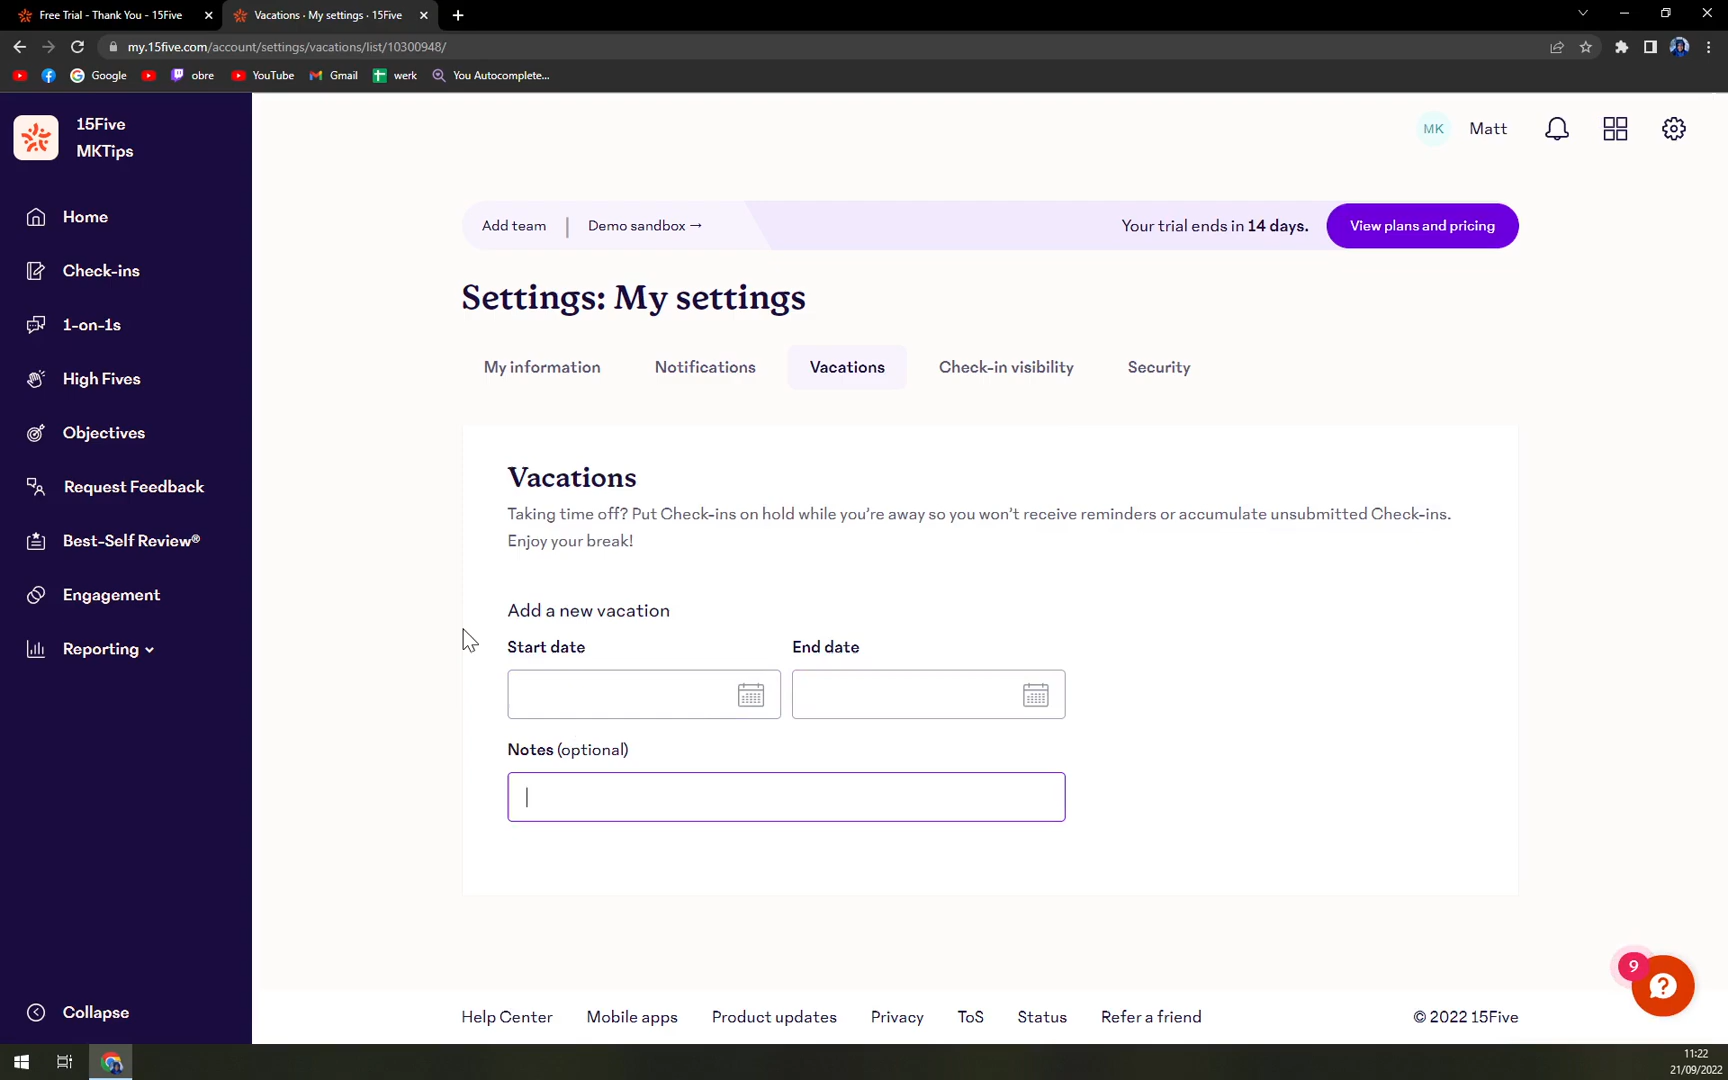 Free Trial - Thank You - 15Five
Vacations · My settings · 15Five
my.15five.com/account/settings/vacations/list/10300948/
Google
obre
YouTube
Gmail
werk
You Autocomplete...
15Five
MKTips
MK
Matt
Home
Check-ins
1-on-1s
High Fives
Objectives
Request Feedback
Best-Self Review®
Engagement
Reporting
Collapse
Add team
Demo sandbox →
Your trial ends in 14 days.
View plans and pricing
Settings: My settings
My information
Notifications
Vacations
Check-in visibility
Security
Vacations
Taking time off? Put Check-ins on hold while you're away so you won't receive reminders or accumulate unsubmitted Check-ins.
Enjoy your break!
Add a new vacation
Start date
End date
Notes (optional)
9
?
Help Center
Mobile apps
Product updates
Privacy
ToS
Status
Refer a friend
© 2022 15Five
11:22
21/09/2022